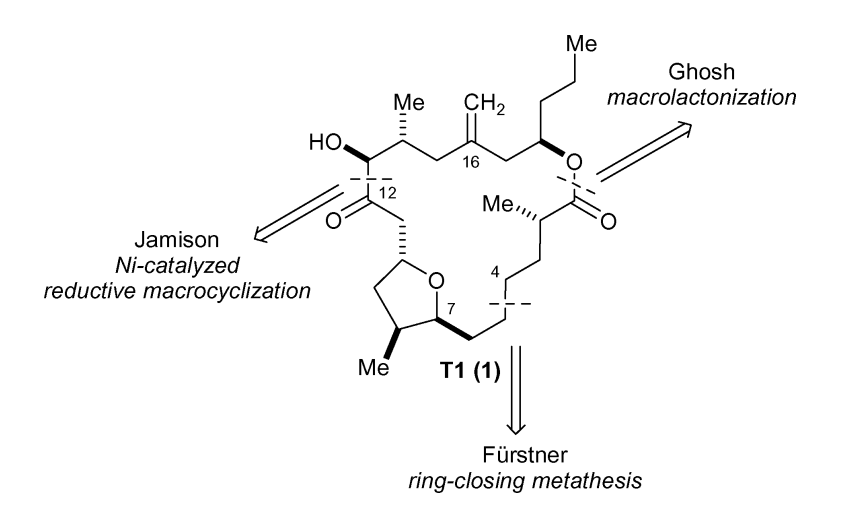 Me
Ghosh
macrolactonization
Me
CH2
HO
16
O
12
Me
O
O
Jamison
Ni-catalyzed
reductive macrocyclization
4
O
7
Me
T1 (1)
Fürstner
ring-closing metathesis